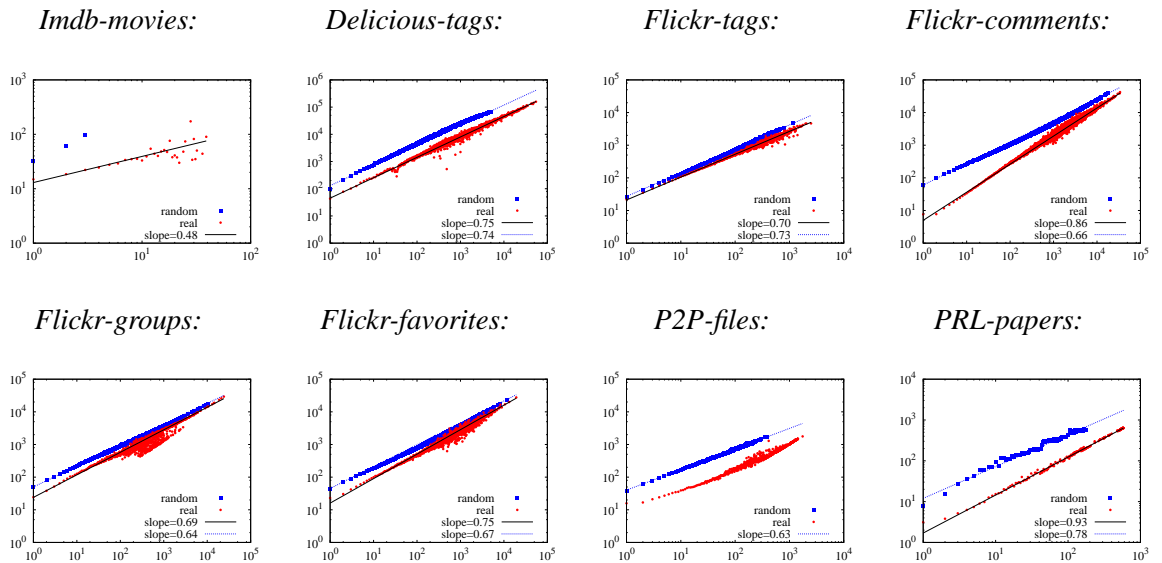 Imdb-movies:
Delicious-tags:
Flickr-tags:
Flickr-comments:
10^3
10^2
10^1
10^0
10^0 10^1 10^2
random
real
slope=0.48
10^6
10^5
10^4
10^3
10^2
10^1
10^0
10^0 10^1 10^2 10^3 10^4 10^5
random
real
slope=0.75
slope=0.74
10^5
10^4
10^3
10^2
10^1
10^0
10^0 10^1 10^2 10^3 10^4
random
real
slope=0.70
slope=0.73
10^5
10^4
10^3
10^2
10^1
10^0
10^0 10^1 10^2 10^3 10^4 10^5
random
real
slope=0.86
slope=0.66
Flickr-groups:
Flickr-favorites:
P2P-files:
PRL-papers:
10^5
10^4
10^3
10^2
10^1
10^0
10^0 10^1 10^2 10^3 10^4 10^5
random
real
slope=0.69
slope=0.64
10^5
10^4
10^3
10^2
10^1
10^0
10^0 10^1 10^2 10^3 10^4 10^5
random
real
slope=0.75
slope=0.67
10^5
10^4
10^3
10^2
10^1
10^0
10^0 10^1 10^2 10^3 10^4
random
real
slope=0.63
10^4
10^3
10^2
10^1
10^0
10^0 10^1 10^2 10^3
random
real
slope=0.93
slope=0.78